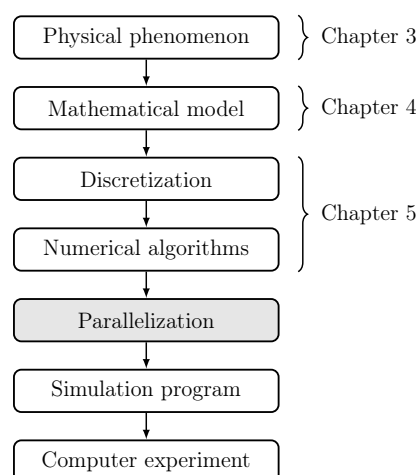 Physical phenomenon
Chapter 3
Mathematical model
Chapter 4
Discretization
Chapter 5
Numerical algorithms
Parallelization
Simulation program
Computer experiment